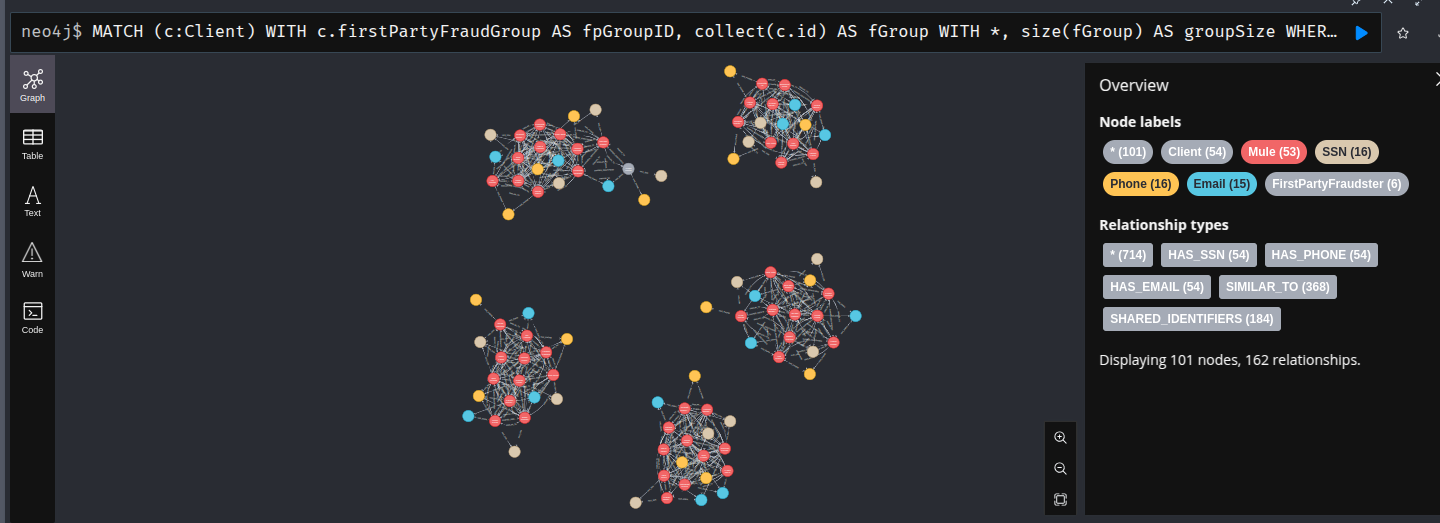 neo4j$ MATCH (c:Client) WITH c.firstPartyFraudGroup AS fpGroupID, collect(c.id) AS fGroup WITH *, size(fGroup) AS groupSize WHER…
Graph
Table
Text
Warn
Code
Overview
Node labels
* (101) Client (54) Mule (53) SSN (16)
Phone (16) Email (15) FirstPartyFraudster (6)
Relationship types
* (714) HAS_SSN (54) HAS_PHONE (54)
HAS_EMAIL (54) SIMILAR_TO (368)
SHARED_IDENTIFIERS (184)
Displaying 101 nodes, 162 relationships.